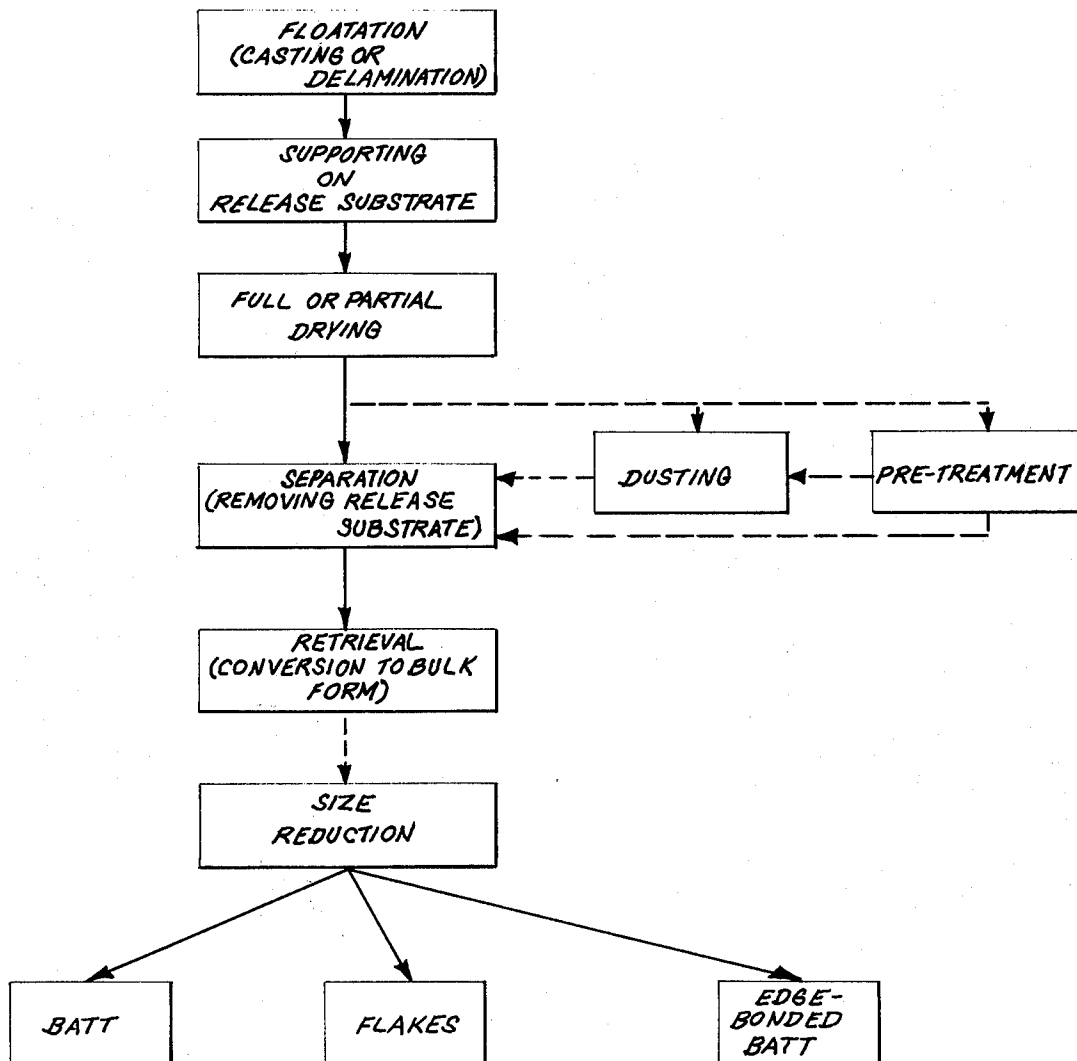 FLOATATION
(CASTING OR
DELAMINATION)
SUPPORTING
ON
RELEASE SUBSTRATE
FULL OR PARTIAL
DRYING
SEPARATION
(REMOVING RELEASE
SUBSTRATE)
DUSTING
PRE-TREATMENT
RETRIEVAL
(CONVERSION TO BULK
FORM)
SIZE
REDUCTION
BATT
FLAKES
EDGE-
BONDED
BATT